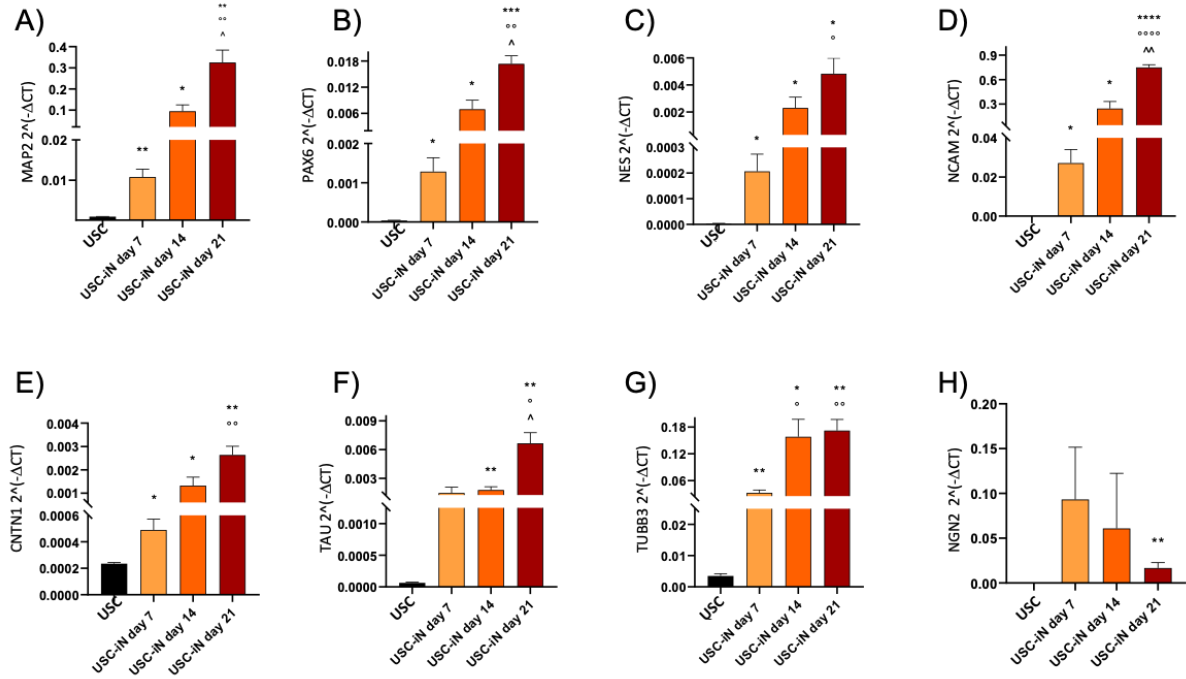 A)
MAP2 2^(-ΔCT)
0.4
0.3
0.2
0.1
0.02
0.01
**
*
**
°°
^
USC
USC-iN day 7
USC-iN day 14
USC-iN day 21
B)
PAX6 2^(-ΔCT)
0.018
0.012
0.006
0.002
0.001
0.000
*
*
***
°°
^
USC
USC-iN day 7
USC-iN day 14
USC-iN day 21
C)
NES 2^(-ΔCT)
0.006
0.004
0.002
0.0003
0.0002
0.0001
0.0000
*
*
*
°
USC
USC-iN day 7
USC-iN day 14
USC-iN day 21
D)
NCAM 2^(-ΔCT)
0.9
0.6
0.3
0.04
0.02
0.00
*
*
****
°°°°
^^
USC
USC-iN day 7
USC-iN day 14
USC-iN day 21
E)
CNTN1 2^(-ΔCT)
0.004
0.003
0.002
0.001
0.0006
0.0004
0.0002
0.0000
*
*
**
°°
USC
USC-iN day 7
USC-iN day 14
USC-iN day 21
F)
TAU 2^(-ΔCT)
0.009
0.006
0.003
0.0010
0.0005
0.0000
**
**
°
^
USC
USC-iN day 7
USC-iN day 14
USC-iN day 21
G)
TUBB3 2^(-ΔCT)
0.18
0.12
0.06
0.02
0.01
0.00
**
*
°
**
°°
USC
USC-iN day 7
USC-iN day 14
USC-iN day 21
H)
NGN2 2^(-ΔCT)
0.20
0.15
0.10
0.05
0.00
**
USC
USC-iN day 7
USC-iN day 14
USC-iN day 21